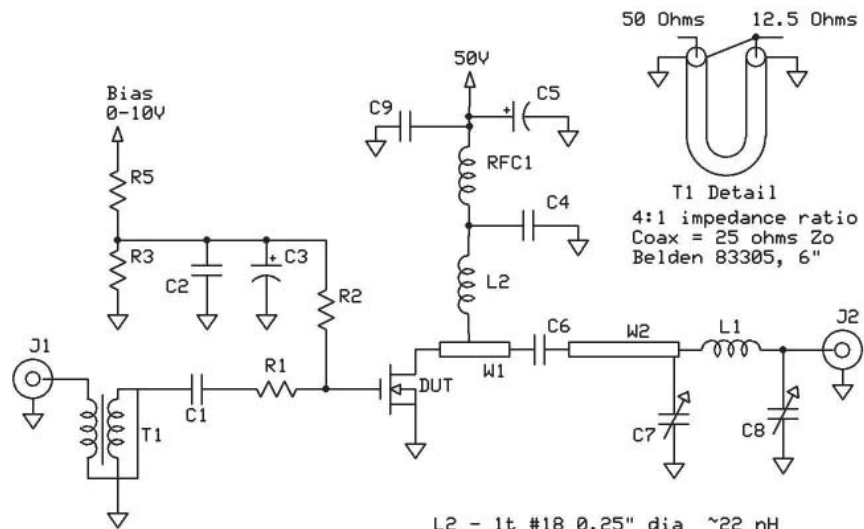 50 Ohms 12.5 Ohms
50V
Bias
0-10V
C9
C5
RFC1
R5
T1 Detail
C4
4:1 impedance ratio
Coax = 25 ohms Zo
Belden 83305, 6"
R3
C2
C3
L2
R2
J1
C6
W2
L1
J2
R1
W1
DUT
C1
T1
C7
C8
L2 - 1t #18 0.25" dia ~22 nH